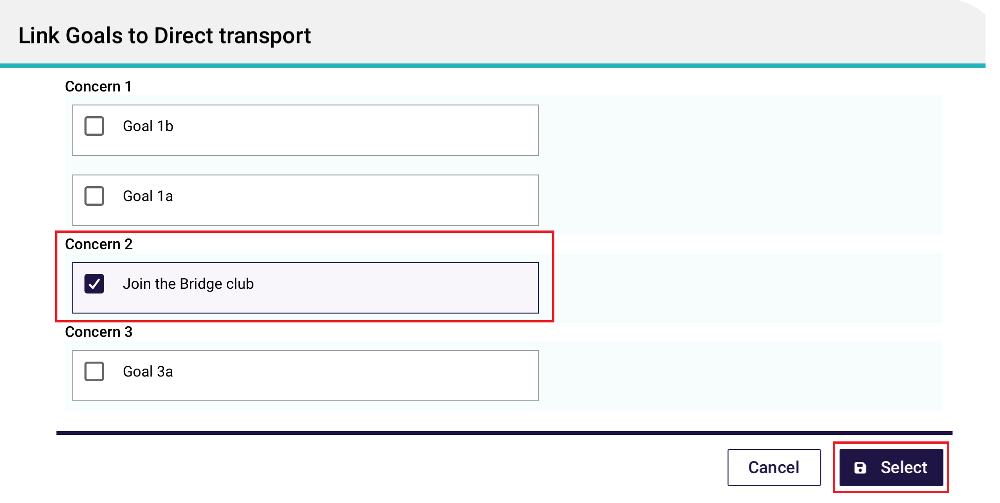 Link Goals to Direct transport
Concern 1
Goal 1b
Goal 1a
Concern 2
Join the Bridge club
Concern 3
Goal 3a
Cancel
Select